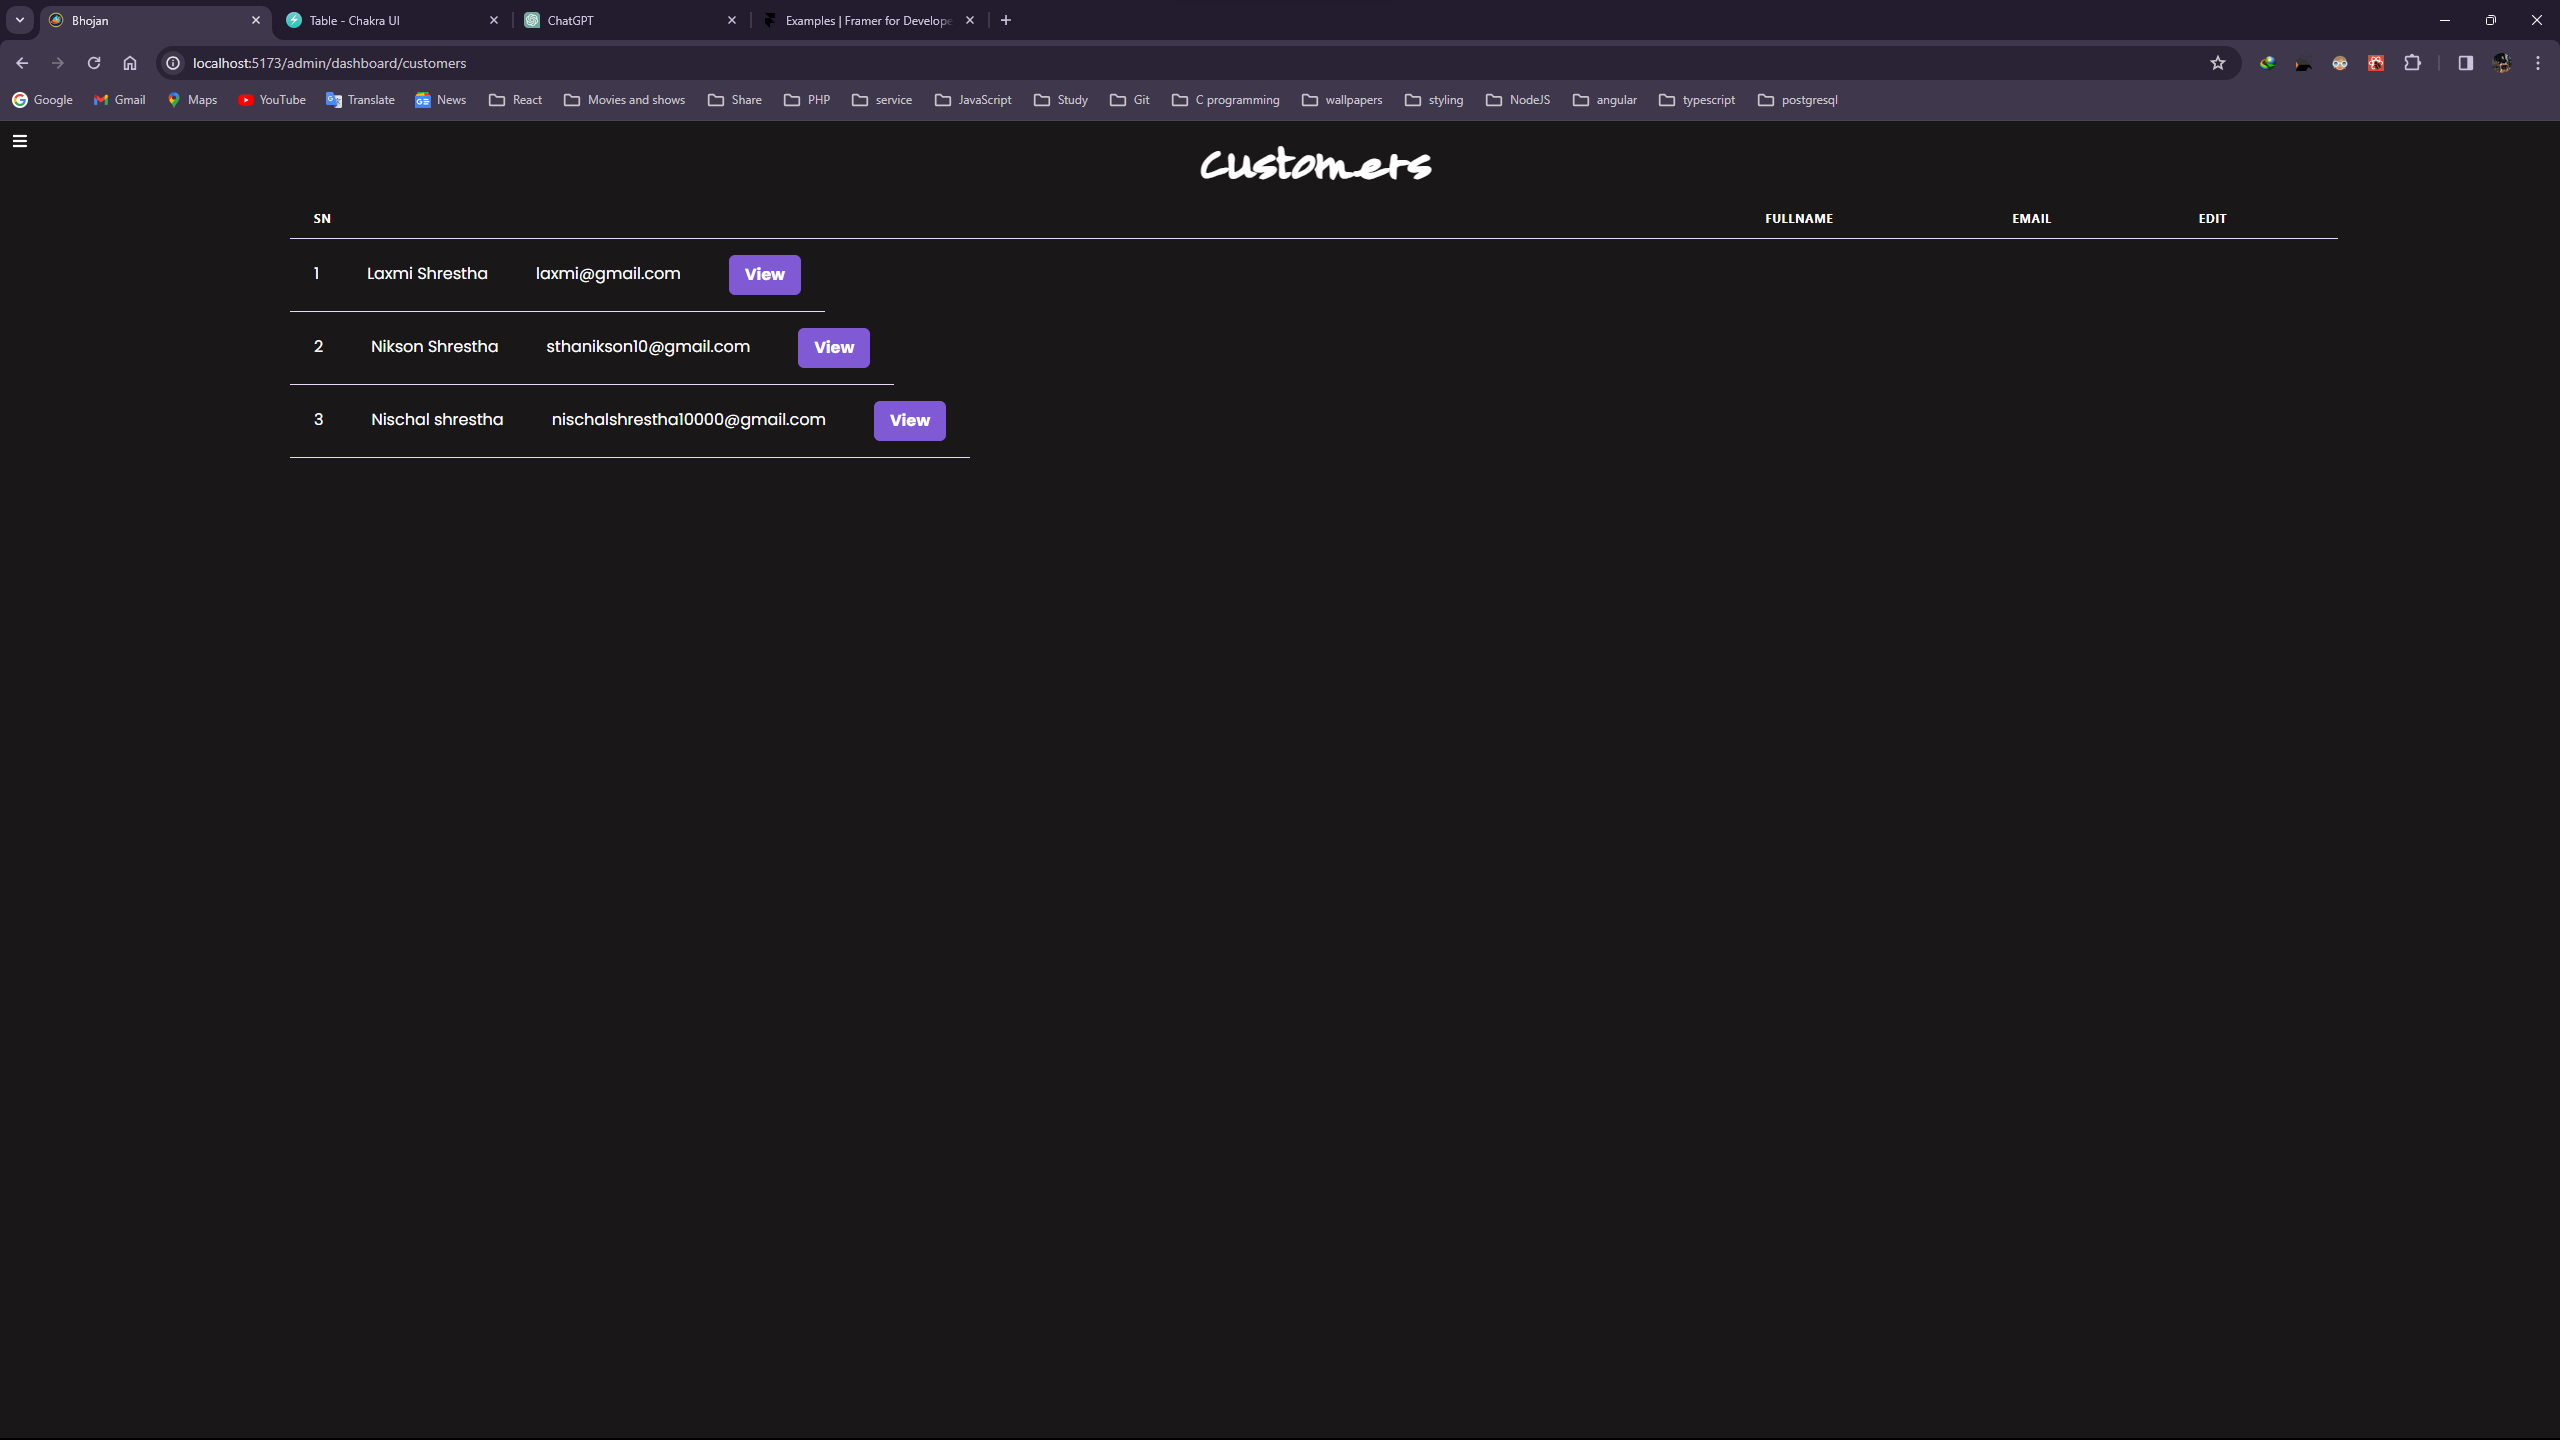 Bhojan
Table - Chakra UI
ChatGPT
Examples | Framer for Develope
localhost:5173/admin/dashboard/customers
Google Gmail Maps YouTube Translate News React Movies and shows Share PHP service JavaScript Study Git C programming wallpapers styling NodeJS angular typescript postgresql
Customers
SN FULLNAME EMAIL EDIT
1 Laxmi Shrestha laxmi@gmail.com View
2 Nikson Shrestha sthanikson10@gmail.com View
3 Nischal shrestha nischalshrestha10000@gmail.com View